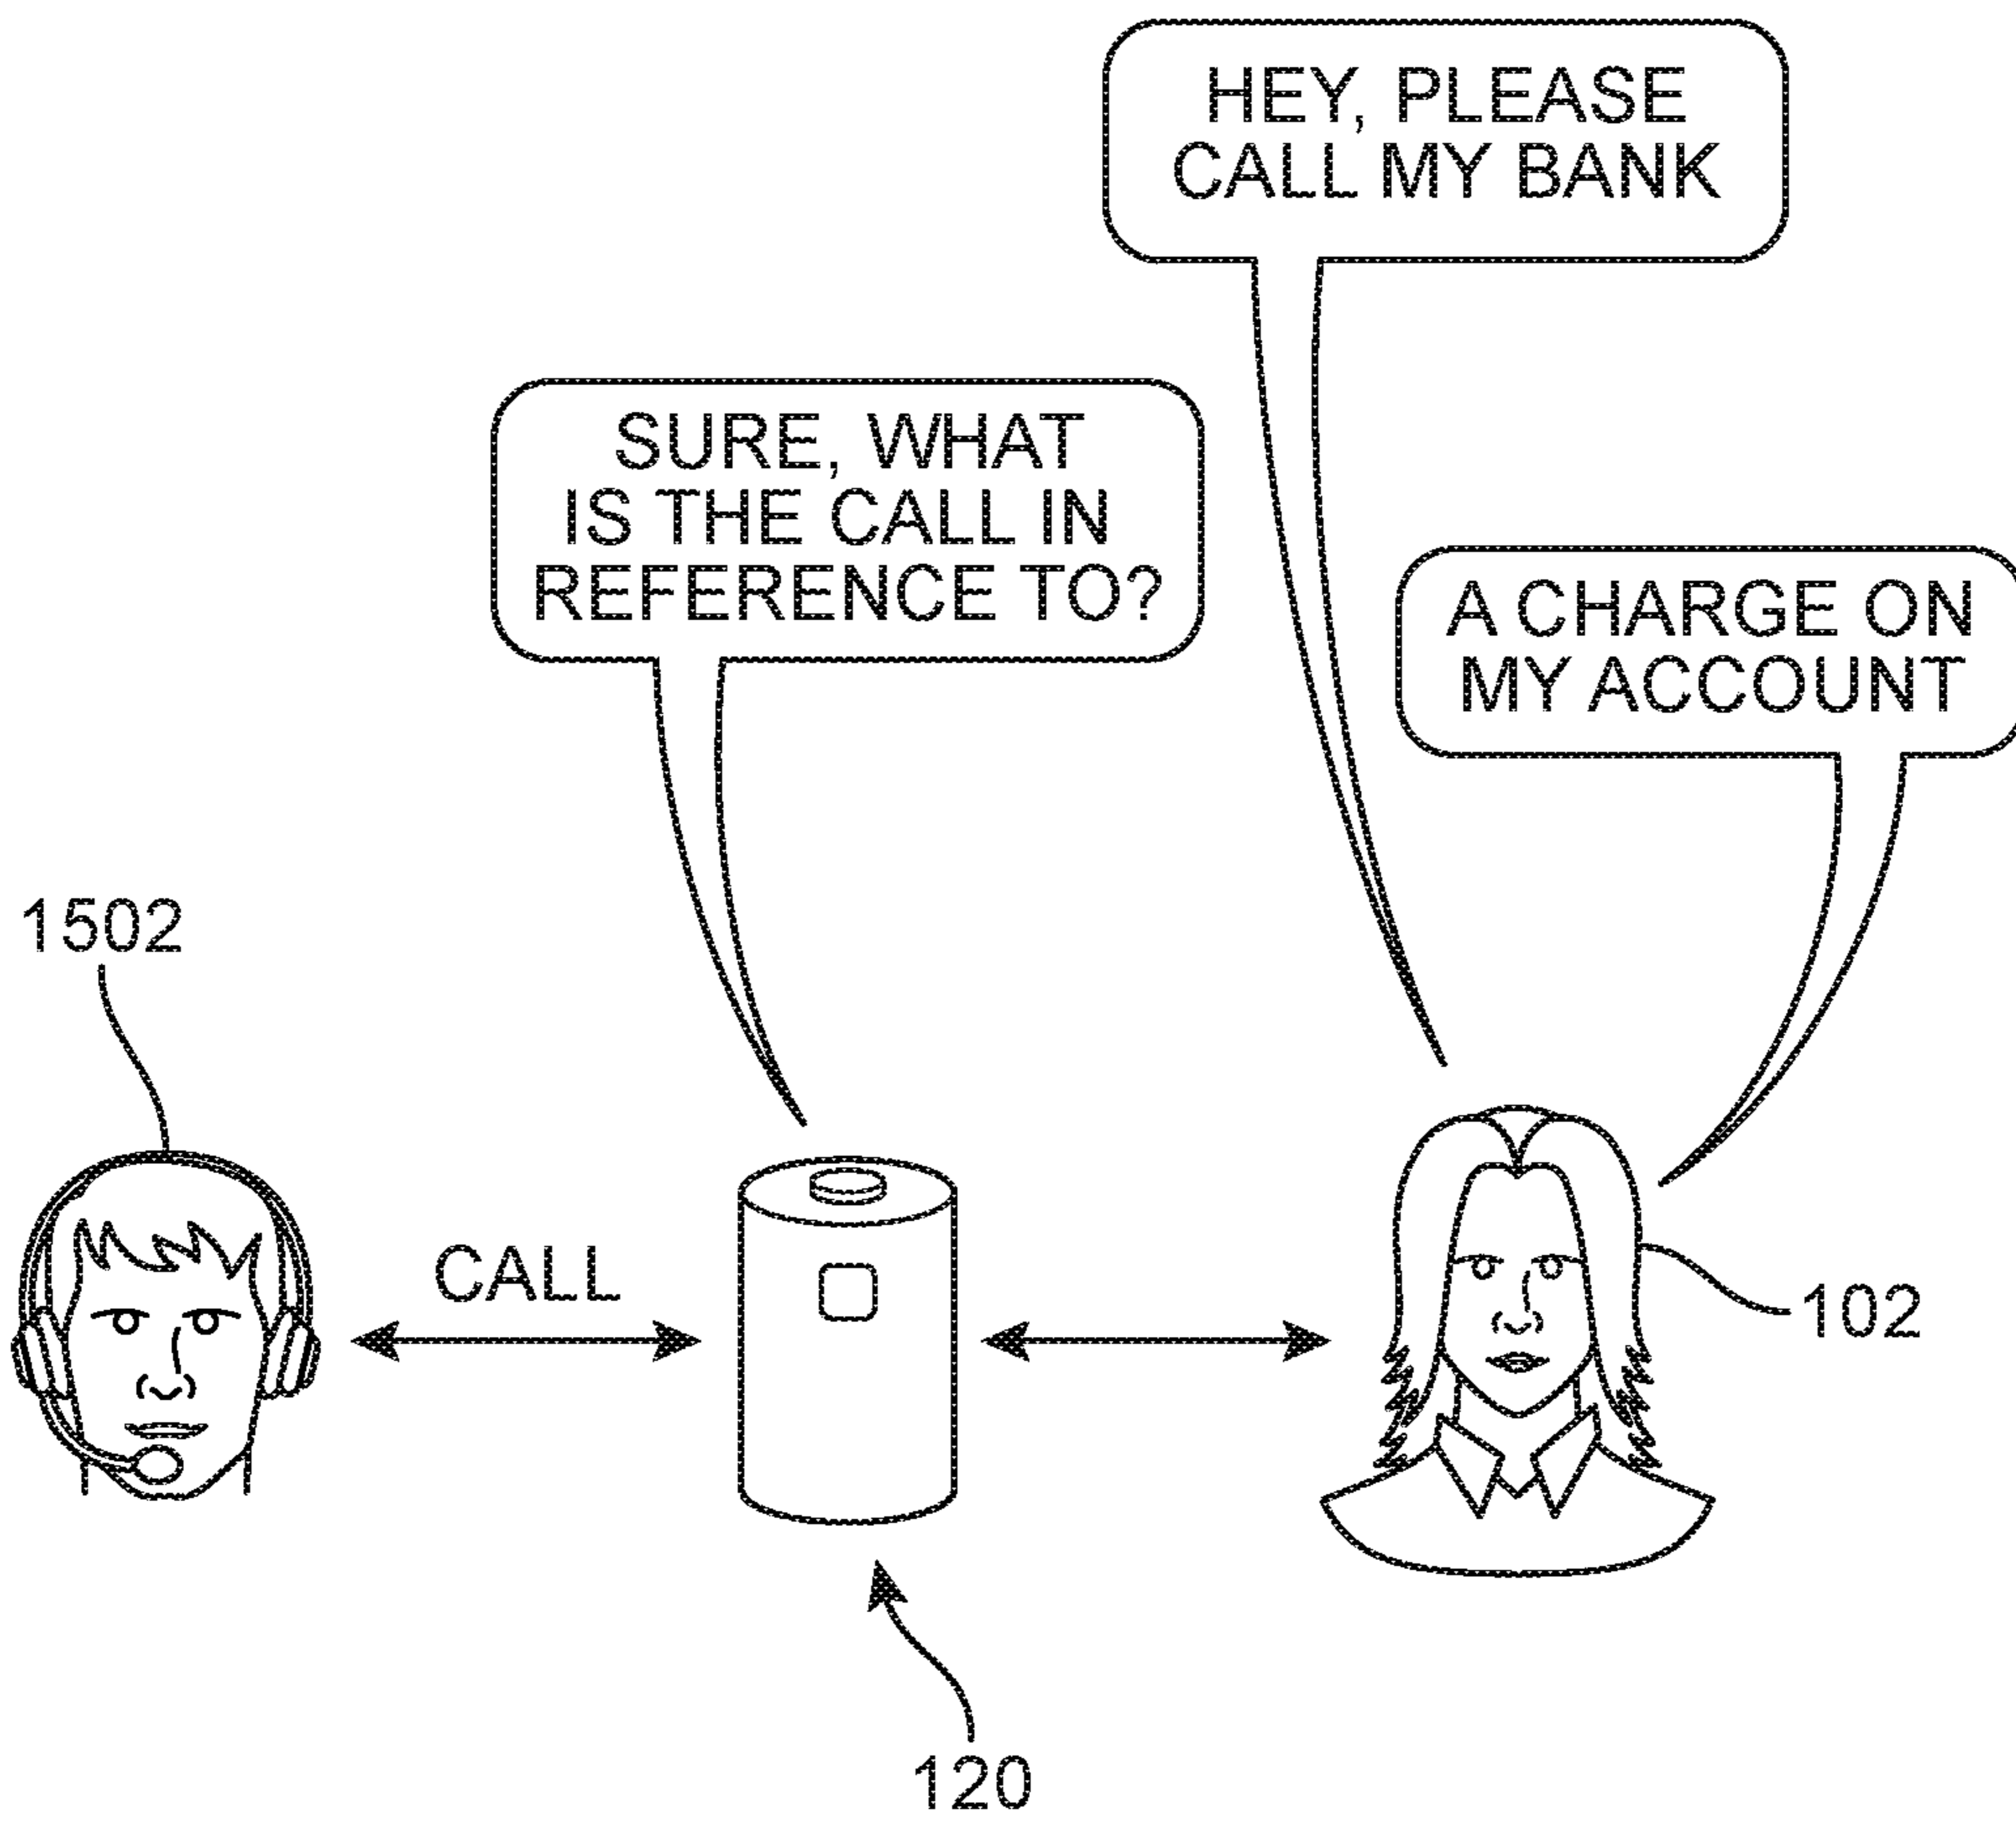 HEY, PLEASE
CALL MY BANK
SURE, WHAT
IS THE CALL IN
REFERENCE TO?
A CHARGE ON
MY ACCOUNT
1502
CALL
102
120